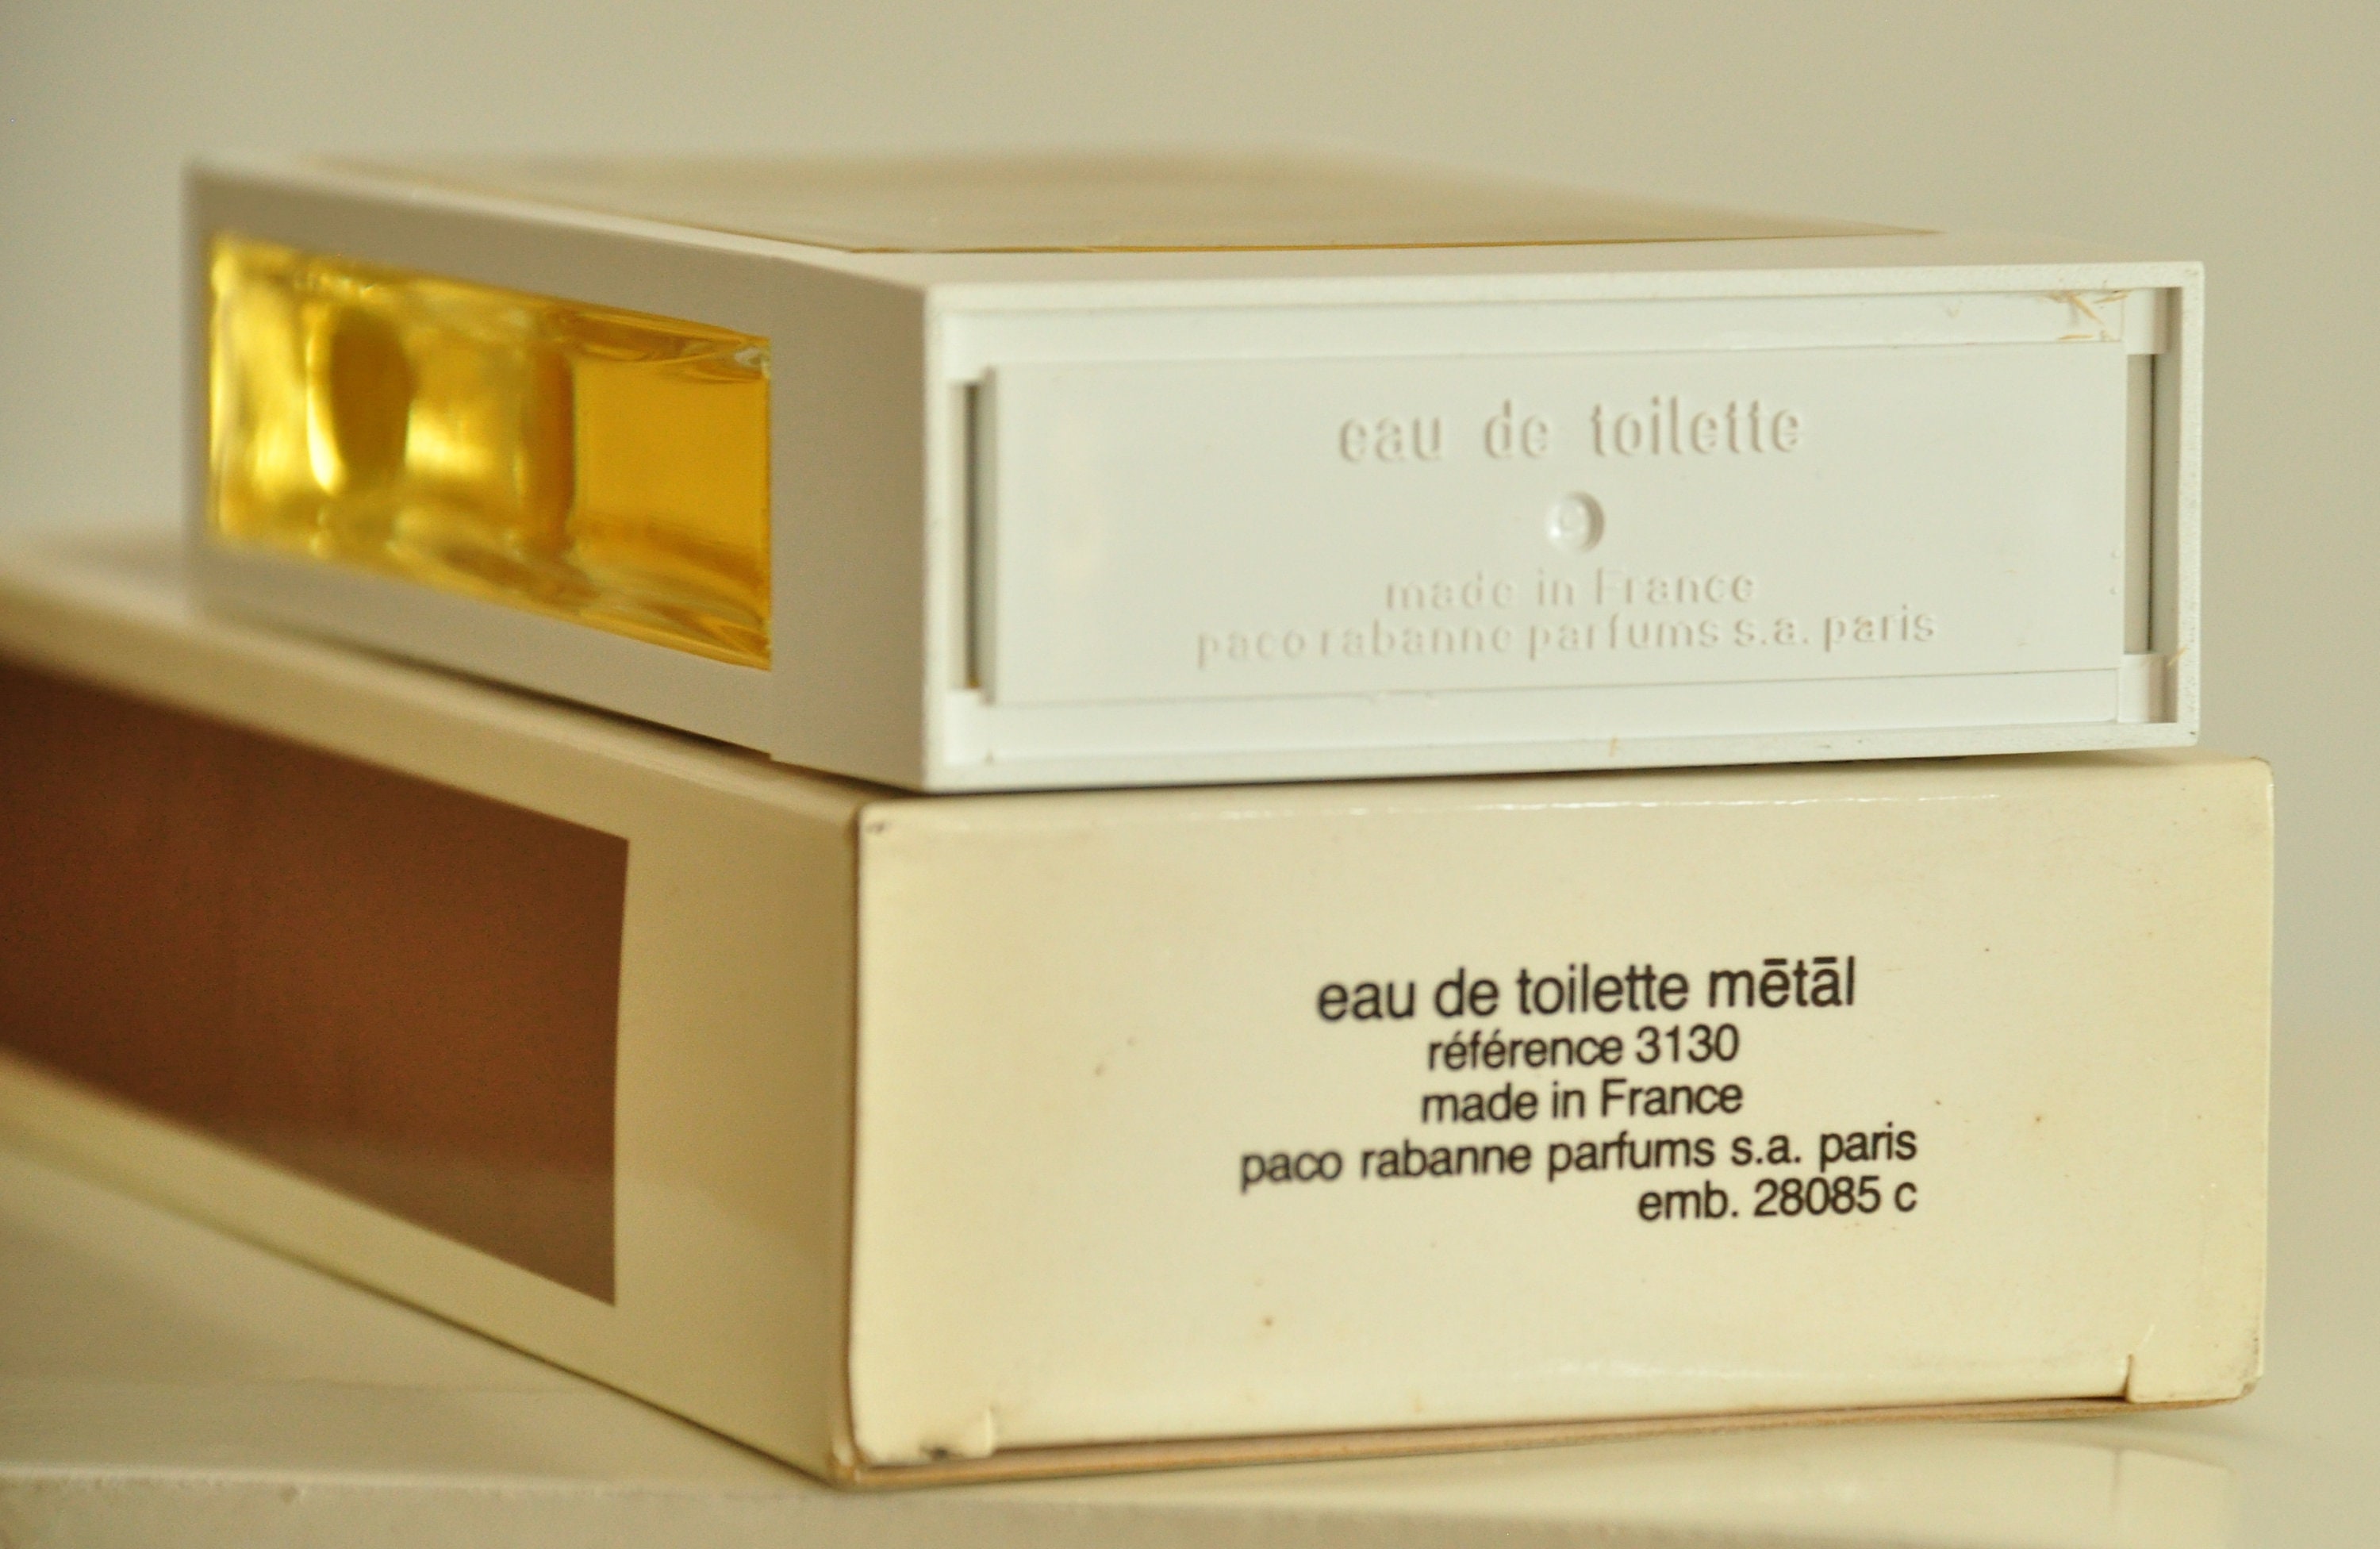 eau de toilette
made in France
paco rabanne parfums s.a. paris
eau de toilette mētāl
référence 3130
made in France
paco rabanne parfums s.a. paris
emb. 28085 c